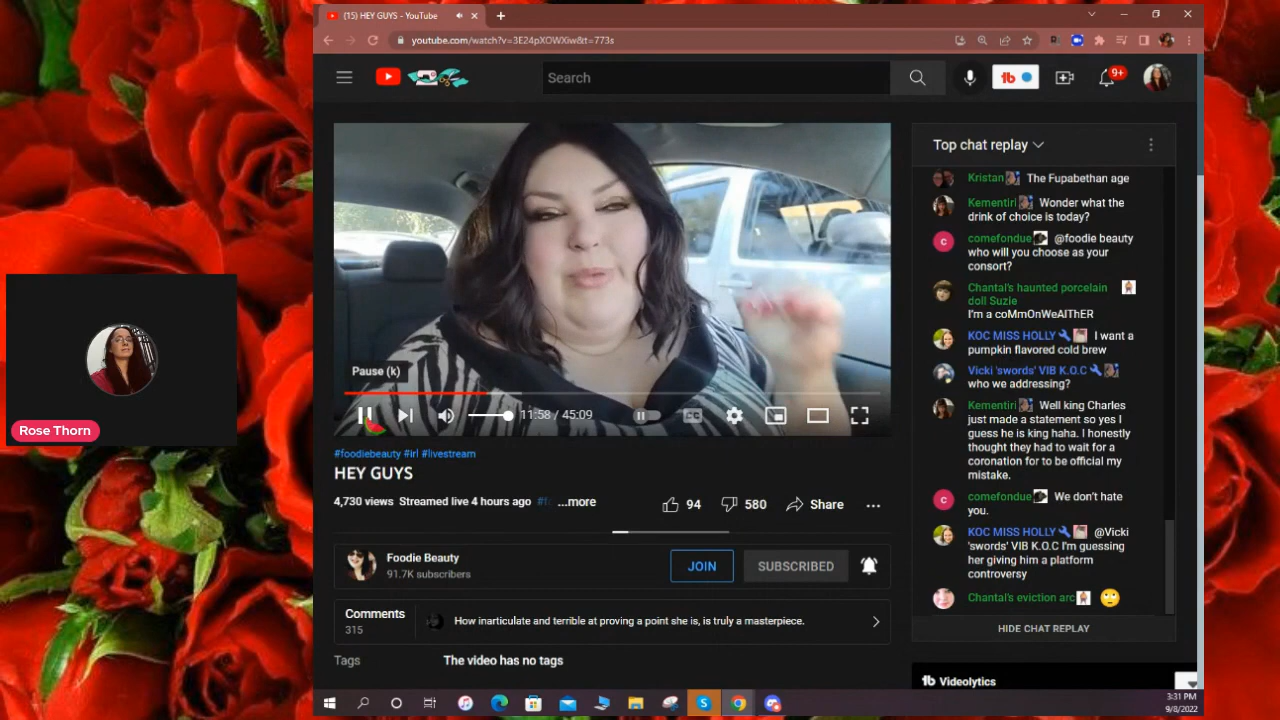 (15) HEY GUYS - YouTube
youtube.com/watch?v=3E24pXOWXiw&t=773s
Search
9+
Top chat replay
Kristan The Fupabethan age
Kementiri Wonder what the
drink of choice is today?
comefondue @foodie beauty
who will you choose as your
consort?
Chantal's haunted porcelain
doll Suzie
I'm a coMmOnWeAlThER
KOC MISS HOLLY I want a
pumpkin flavored cold brew
Vicki 'swords' VIB K.O.C
who we addressing?
Kementiri Well king Charles
just made a statement so yes I
guess he is king haha. I honestly
thought they had to wait for a
coronation for to be official my
mistake.
comefondue We don't hate
you.
KOC MISS HOLLY @Vicki
'swords' VIB K.O.C I'm guessing
her giving him a platform
controversy
Chantal's eviction arc
HIDE CHAT REPLAY
Pause (k)
11:58 / 45:09
CC
#foodiebeauty #irl #livestream
HEY GUYS
4,730 views Streamed live 4 hours ago #f ...more
94
580
Share
Foodie Beauty
91.7K subscribers
JOIN
SUBSCRIBED
Comments
315
How inarticulate and terrible at proving a point she is, is truly a masterpiece.
Tags
The video has no tags
tb Videolytics
Rose Thorn
3:31 PM
9/8/2022